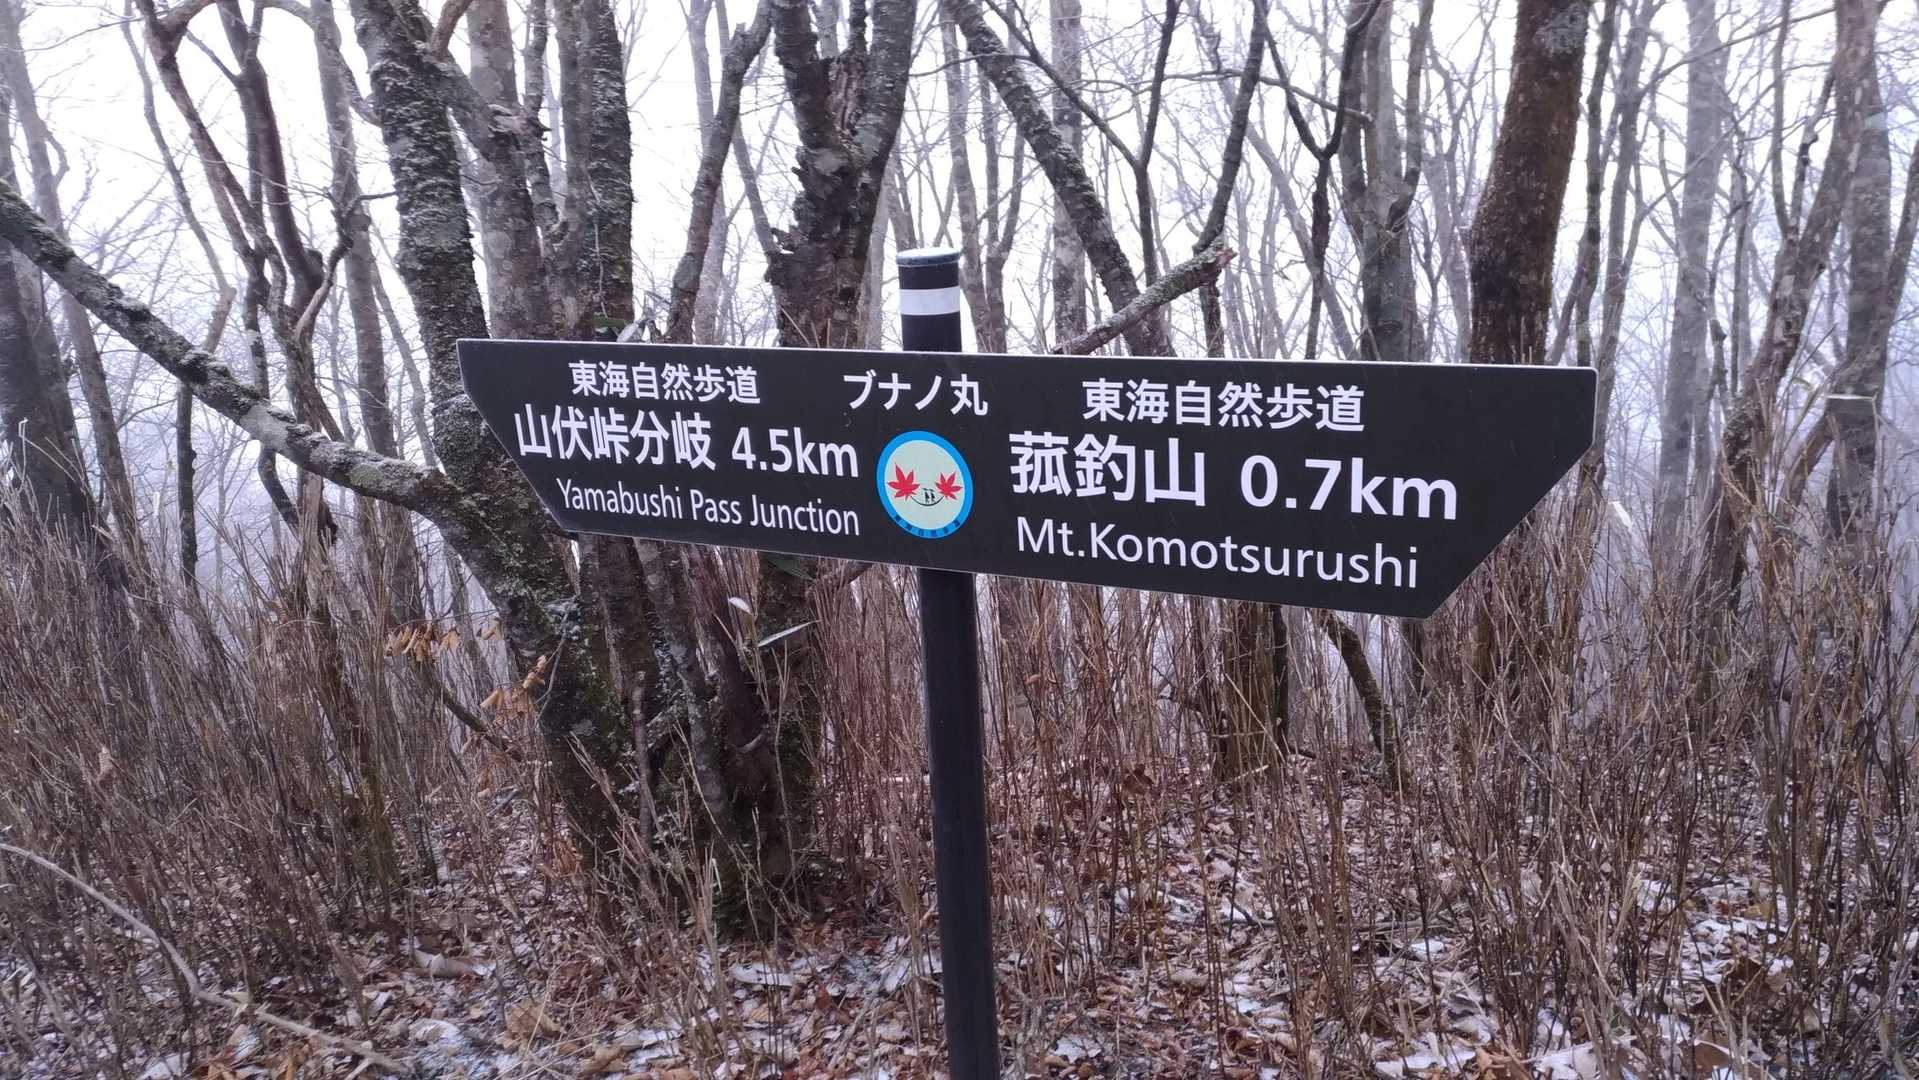 東海自然歩道
山伏峠分岐 4.5km
Yamabushi Pass Junction
ブナノ丸
東海自然歩道
菰釣山 0.7km
Mt.Komotsurushi